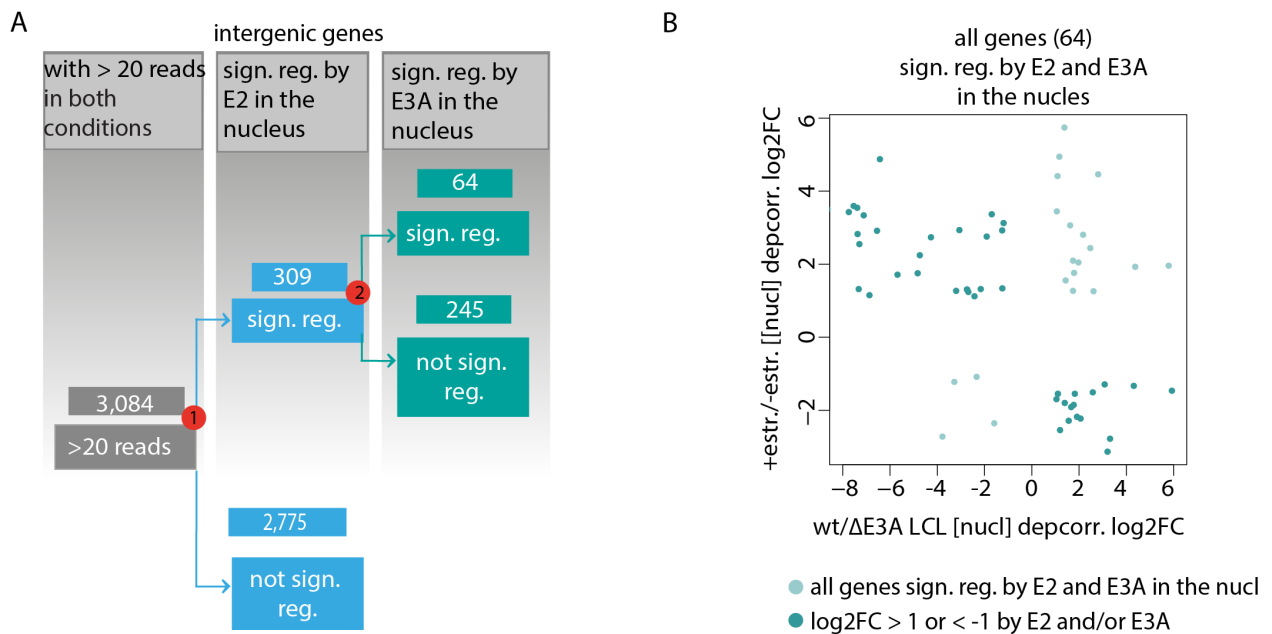 A
intergenic genes
with > 20 reads
in both
conditions
sign. reg. by
E2 in the
nucleus
sign. reg. by
E3A in the
nucleus
64
sign. reg.
309
2
sign. reg.
245
not sign.
reg.
3,084
1
>20 reads
2,775
not sign.
reg.
B
all genes (64)
sign. reg. by E2 and E3A
in the nucles
+estr./-estr. [[nucl] depcorr. log2FC
6
4
2
0
−2
−8
−6
-4
-2
0
2
4
6
wt/ΔE3A LCL [nucl] depcorr. log2FC
all genes sign. reg. by E2 and E3A in the nucl
log2FC > 1 or < -1 by E2 and/or E3A